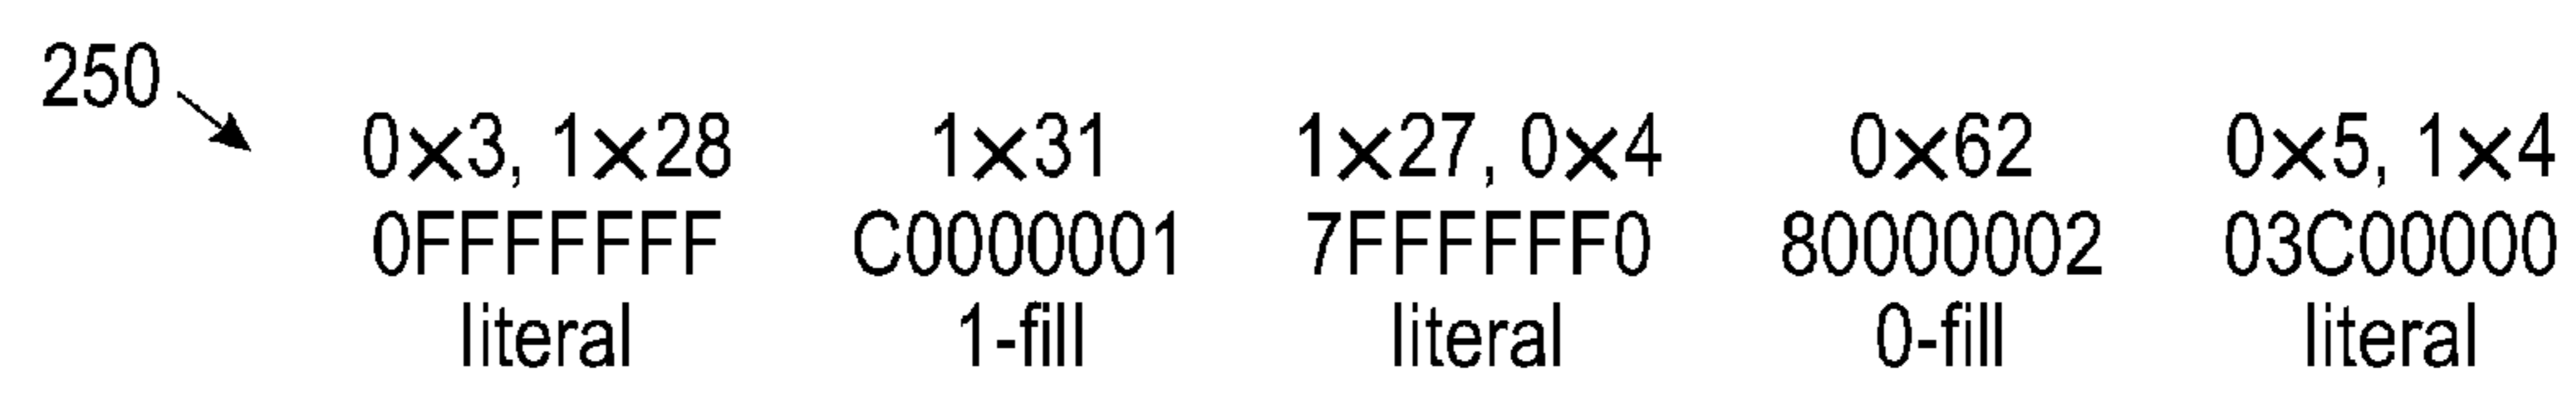 250
0×3, 1×28 1×31 1×27, 0×4 0×62 0×5, 1×4
0FFFFFFF C0000001 7FFFFFF0 80000002 03C00000
literal 1-fill literal 0-fill literal